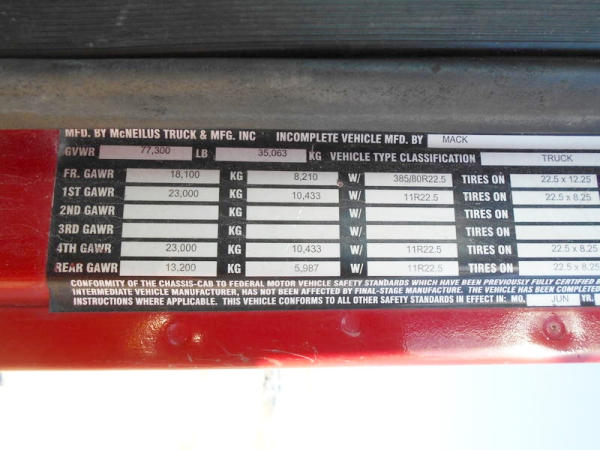 MFD. BY McNEILUS TRUCK & MFG. INC INCOMPLETE VEHICLE MFD. BY MACK
GVWR 77,300 LB 35,063 KG VEHICLE TYPE CLASSIFICATION TRUCK
FR. GAWR 18,100 KG 8,210 W/ 385/80R22.5 TIRES ON 22.5 x 12.25
1ST GAWR 23,000 KG 10,433 W/ 11R22.5 TIRES ON 22.5 x 8.25
2ND GAWR KG W/ TIRES ON
3RD GAWR KG W/ TIRES ON
4TH GAWR 23,000 KG 10,433 W/ 11R22.5 TIRES ON 22.5 x 8.25
REAR GAWR 13,200 KG 5,987 W/ 11R22.5 TIRES ON 22.5 x 8.25
CONFORMITY OF THE CHASSIS-CAB TO FEDERAL MOTOR VEHICLE SAFETY STANDARDS WHICH HAVE BEEN PREVIOUSLY FULLY CERTIFIED
INTERMEDIATE VEHICLE MANUFACTURER, HAS NOT BEEN AFFECTED BY FINAL-STAGE MANUFACTURE. THE VEHICLE HAS BEEN COMPLETED
INSTRUCTIONS WHERE APPLICABLE. THIS VEHICLE CONFORMS TO ALL OTHER SAFETY STANDARDS IN EFFECT IN: MO. JUN YR.